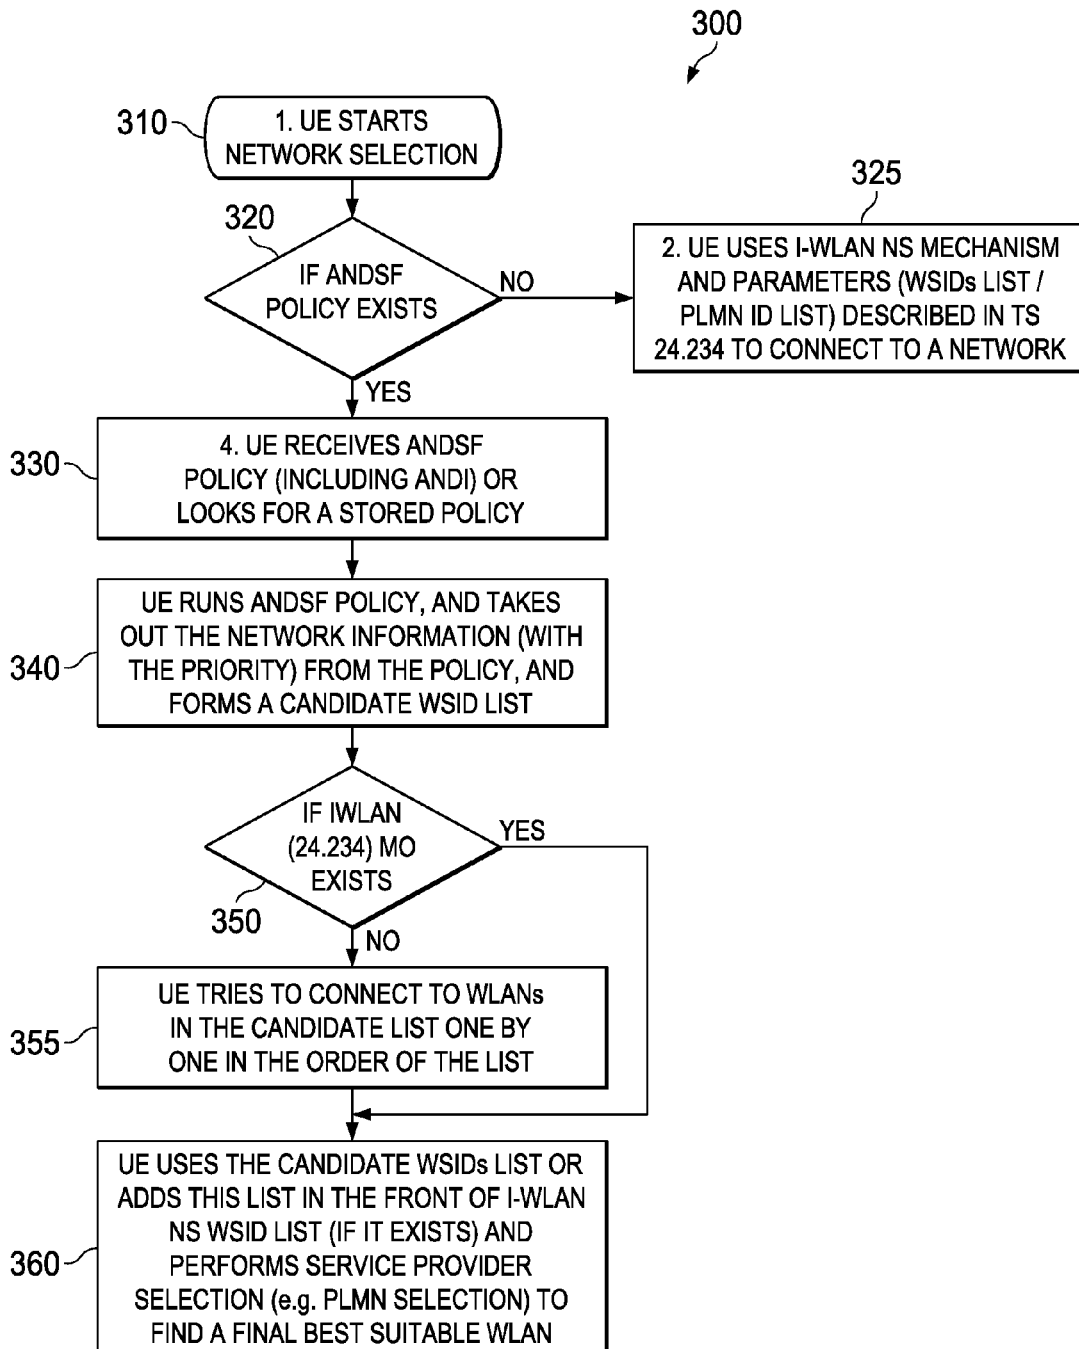 300
310
1. UE STARTS
NETWORK SELECTION
320
IF ANDSF
POLICY EXISTS
NO
325
2. UE USES I-WLAN NS MECHANISM
AND PARAMETERS (WSIDs LIST /
PLMN ID LIST) DESCRIBED IN TS
24.234 TO CONNECT TO A NETWORK
YES
330
4. UE RECEIVES ANDSF
POLICY (INCLUDING ANDI) OR
LOOKS FOR A STORED POLICY
340
UE RUNS ANDSF POLICY, AND TAKES
OUT THE NETWORK INFORMATION (WITH
THE PRIORITY) FROM THE POLICY, AND
FORMS A CANDIDATE WSID LIST
350
IF IWLAN
(24.234) MO
EXISTS
YES
NO
355
UE TRIES TO CONNECT TO WLANs
IN THE CANDIDATE LIST ONE BY
ONE IN THE ORDER OF THE LIST
360
UE USES THE CANDIDATE WSIDs LIST OR
ADDS THIS LIST IN THE FRONT OF I-WLAN
NS WSID LIST (IF IT EXISTS) AND
PERFORMS SERVICE PROVIDER
SELECTION (e.g. PLMN SELECTION) TO
FIND A FINAL BEST SUITABLE WLAN